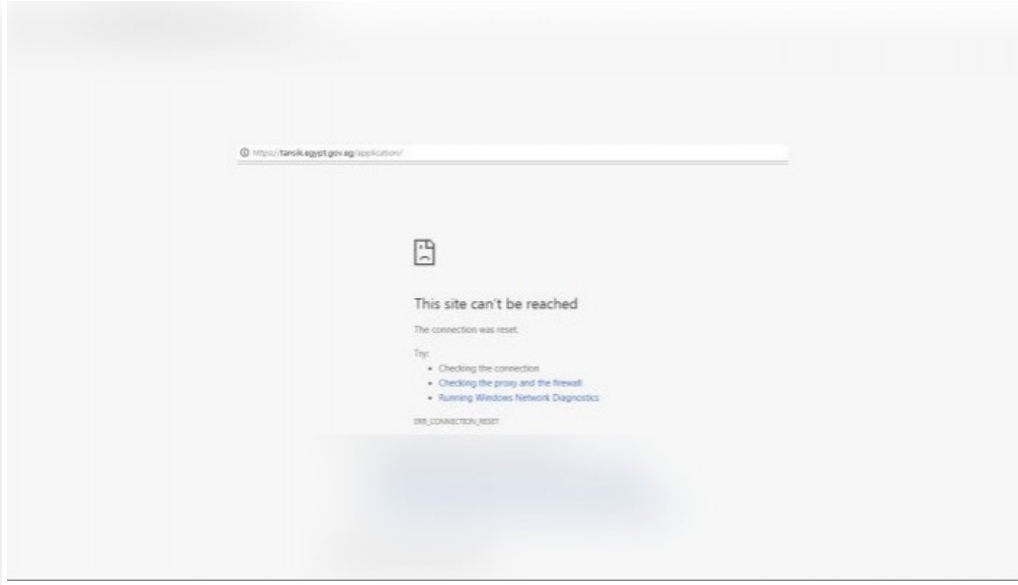 https://tansik.egypt.gov.eg/application/
This site can't be reached
The connection was reset.
Try:
• Checking the connection
• Checking the proxy and the firewall
• Running Windows Network Diagnostics
ERR_CONNECTION_RESET